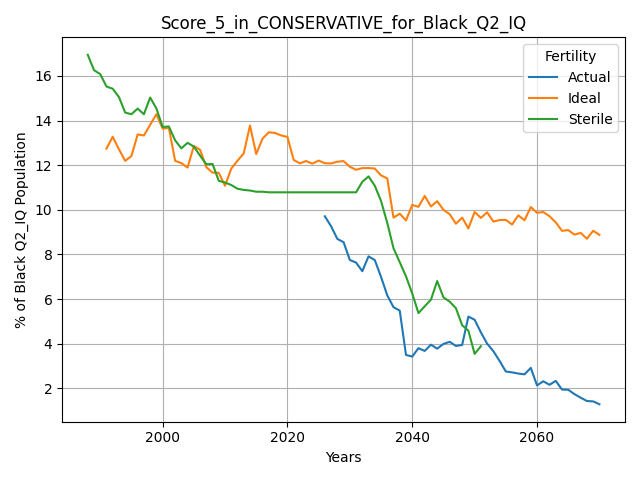 Score_5_in_CONSERVATIVE_for_Black_Q2_IQ
Fertility
Actual
Ideal
Sterile
% of Black Q2_IQ Population
16
14
12
10
8
6
4
2
2000
2020
2040
2060
Years